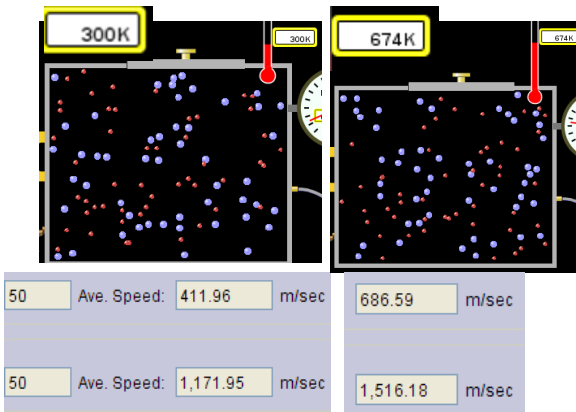 300K
300K
674K
674K
50 Ave. Speed: 411.96 m/sec
686.59 m/sec
50 Ave. Speed: 1,171.95 m/sec
1,516.18 m/sec